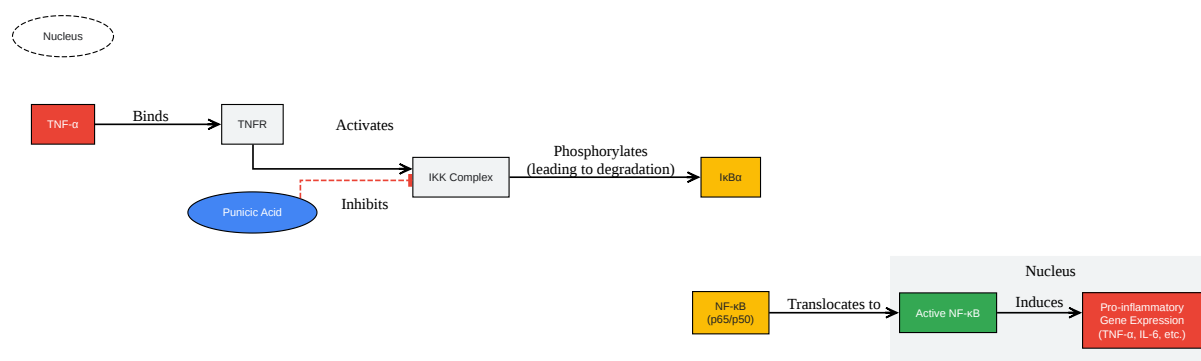 Nucleus
TNF-α
Binds
TNFR
Activates
Phosphorylates
(leading to degradation)
IKK Complex
IκBα
Inhibits
Punicic Acid
Nucleus
NF-κB
(p65/p50)
Translocates to
Active NF-κB
Induces
Pro-inflammatory
Gene Expression
(TNF-α, IL-6, etc.)